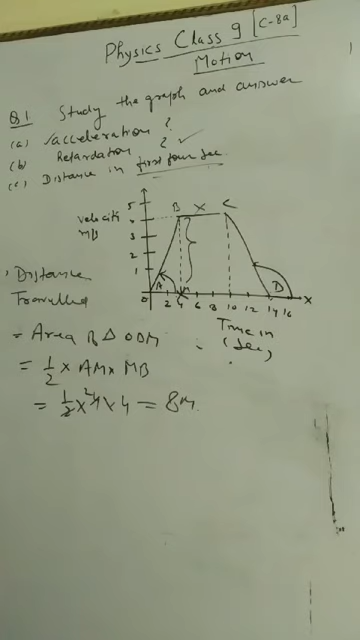 Physics Class 9 [C-8a]
Motion
Q1 Study the graph and answer
(a) Acceleration ?
(b) Retardation ?
(c) Distance in first four sec
velocity
M/S
5
4
3
2
1
0
B X C
A M D
2 4 6 8 10 12 14 16 X
Time in
(sec)
Distance
Travelled
= Area B Δ OBM
= 1/2 x AM x MB
= 1/2 x 4 x 4 = 8m.